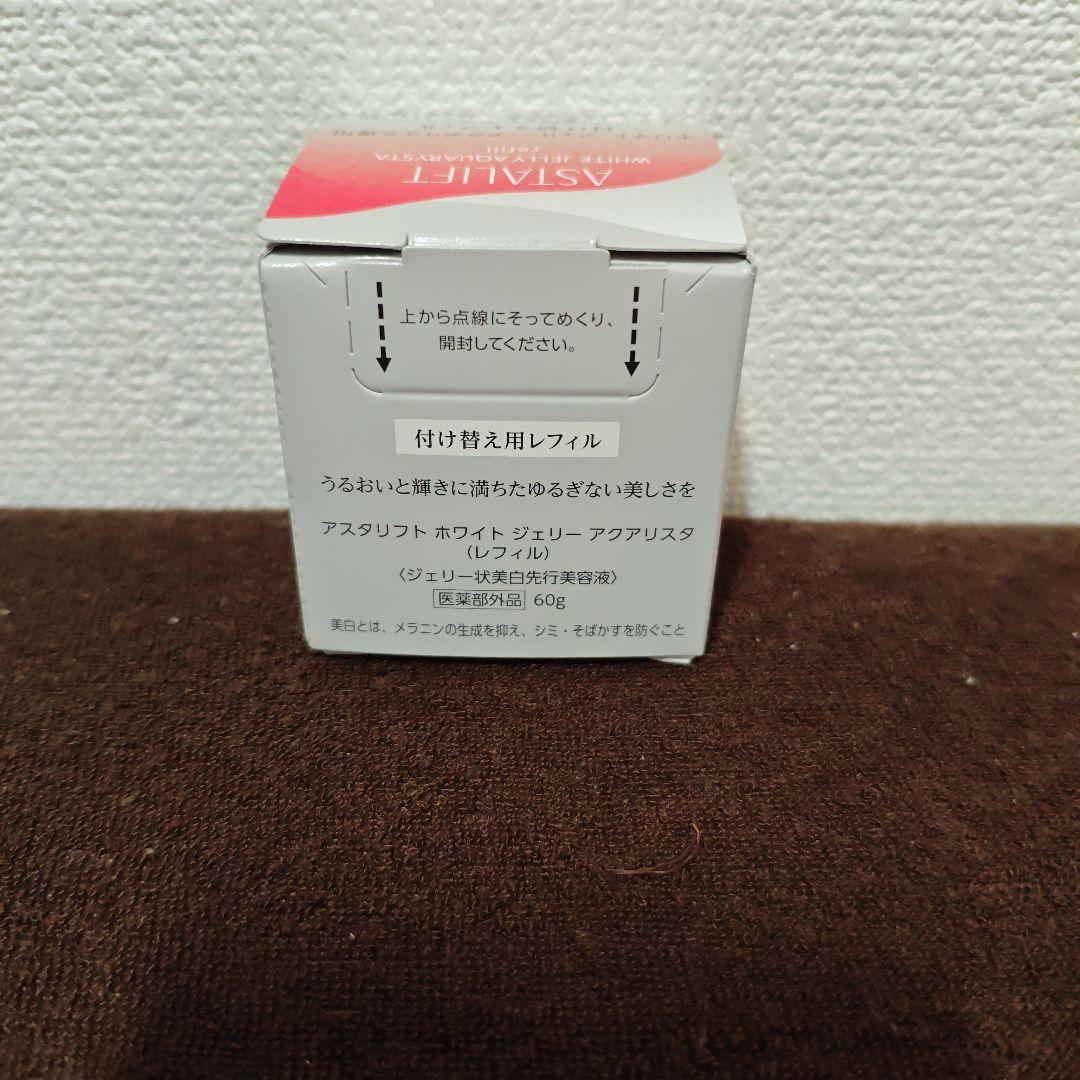 ASTALIFT
WHITE JELLY AQUARYSTA
refill
上から点線にそってめくり、
開封してください。
付け替え用レフィル
うるおいと輝きに満ちたゆるぎない美しさを
アスタリフト ホワイト ジェリー アクアリスタ
（レフィル）
〈ジェリー状美白先行美容液〉
医薬部外品 60g
美白とは、メラニンの生成を抑え、シミ・そばかすを防ぐこと